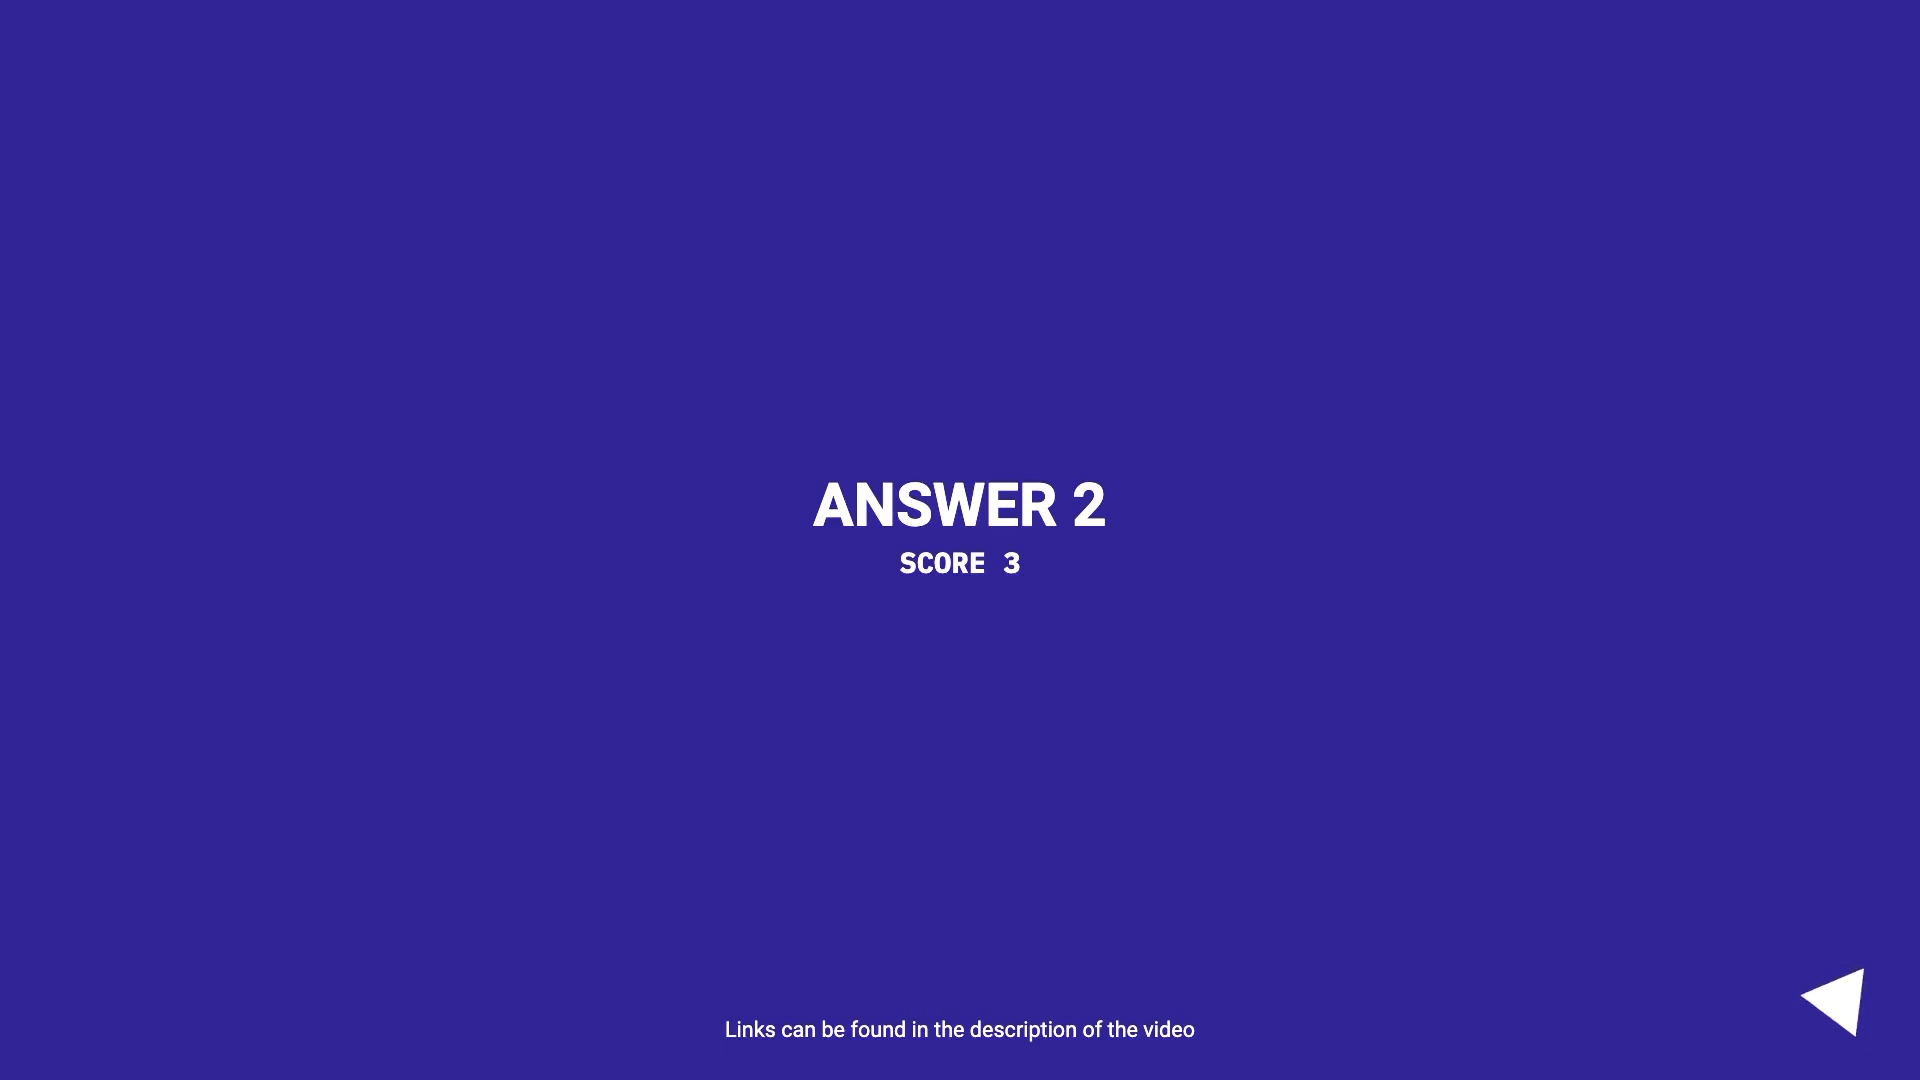 ANSWER 2
SCORE 3
Links can be found in the description of the video